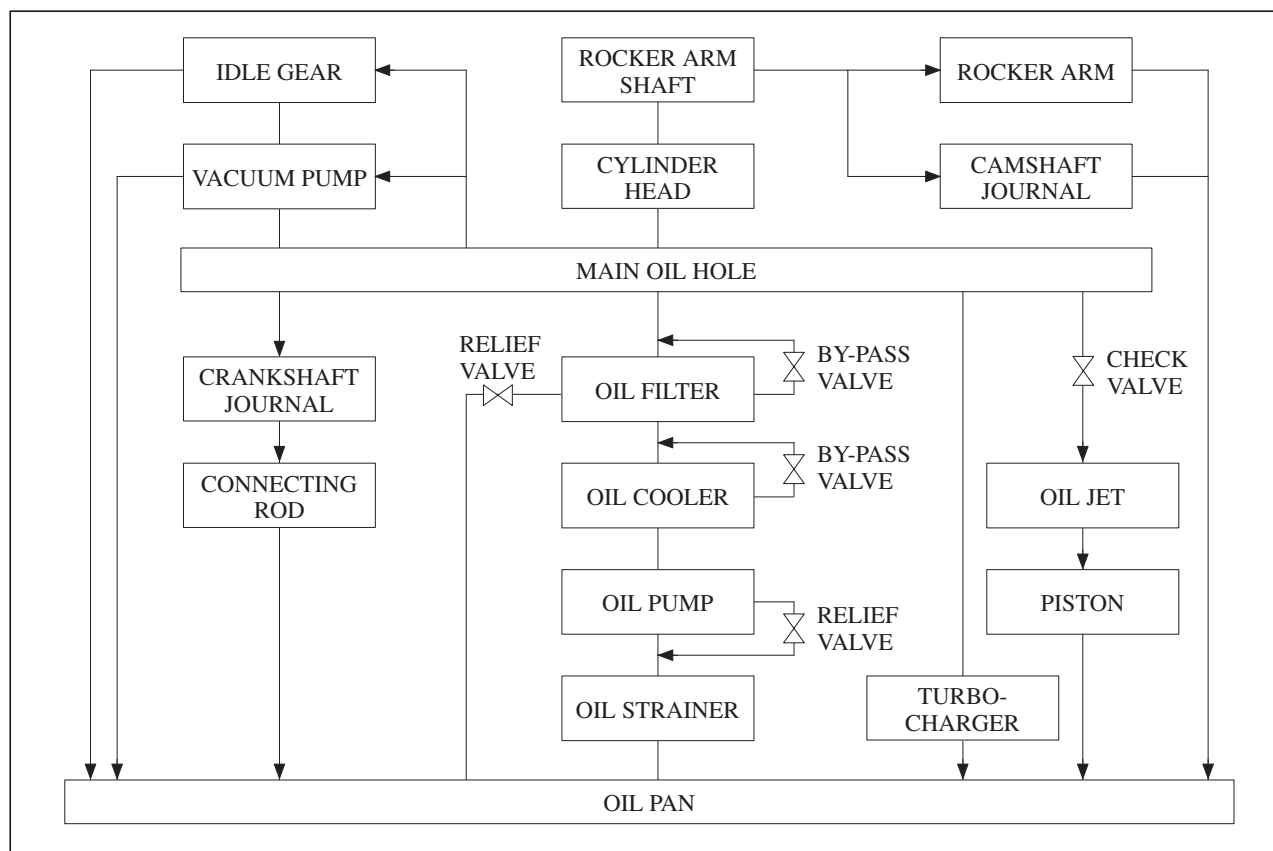 IDLE GEAR
ROCKER ARM
SHAFT
ROCKER ARM
VACUUM PUMP
CYLINDER
HEAD
CAMSHAFT
JOURNAL
MAIN OIL HOLE
RELIEF
VALVE
BY-PASS
VALVE
CHECK
VALVE
CRANKSHAFT
JOURNAL
OIL FILTER
BY-PASS
VALVE
CONNECTING
ROD
OIL COOLER
OIL JET
OIL PUMP
RELIEF
VALVE
PISTON
OIL STRAINER
TURBO-
CHARGER
OIL PAN